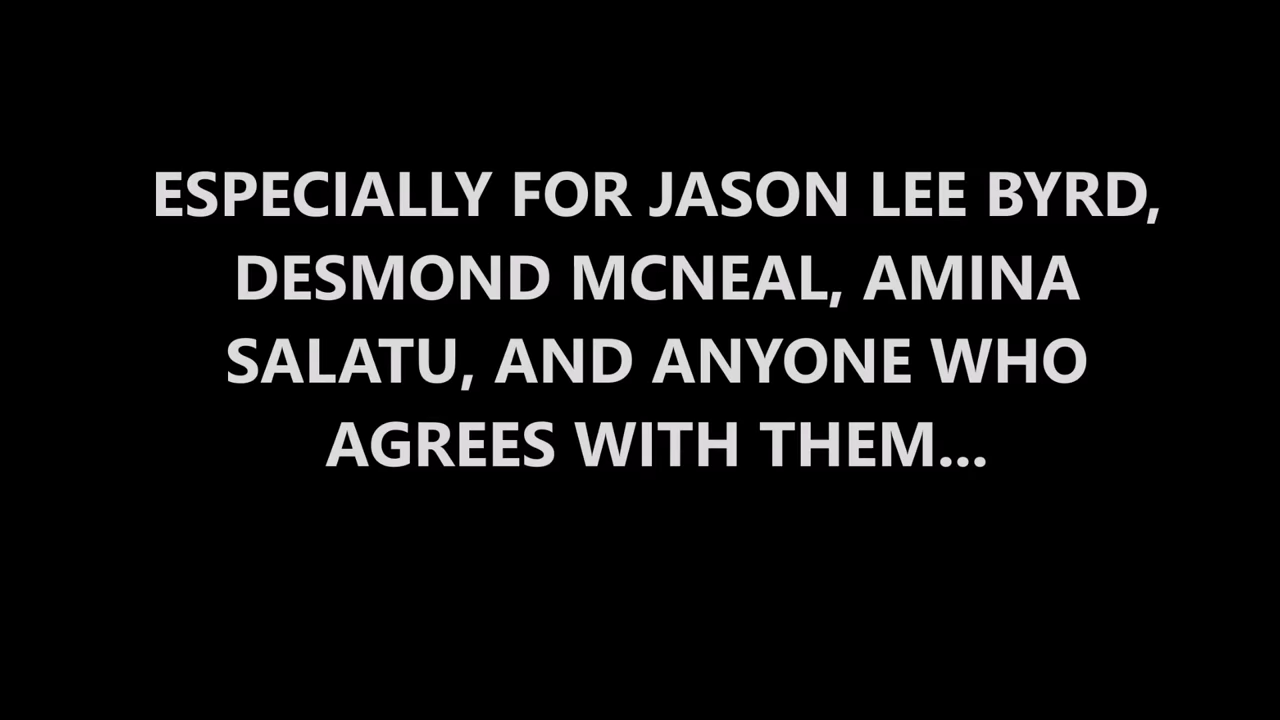 ESPECIALLY FOR JASON LEE BYRD,
DESMOND MCNEAL, AMINA
SALATU, AND ANYONE WHO
AGREES WITH THEM...